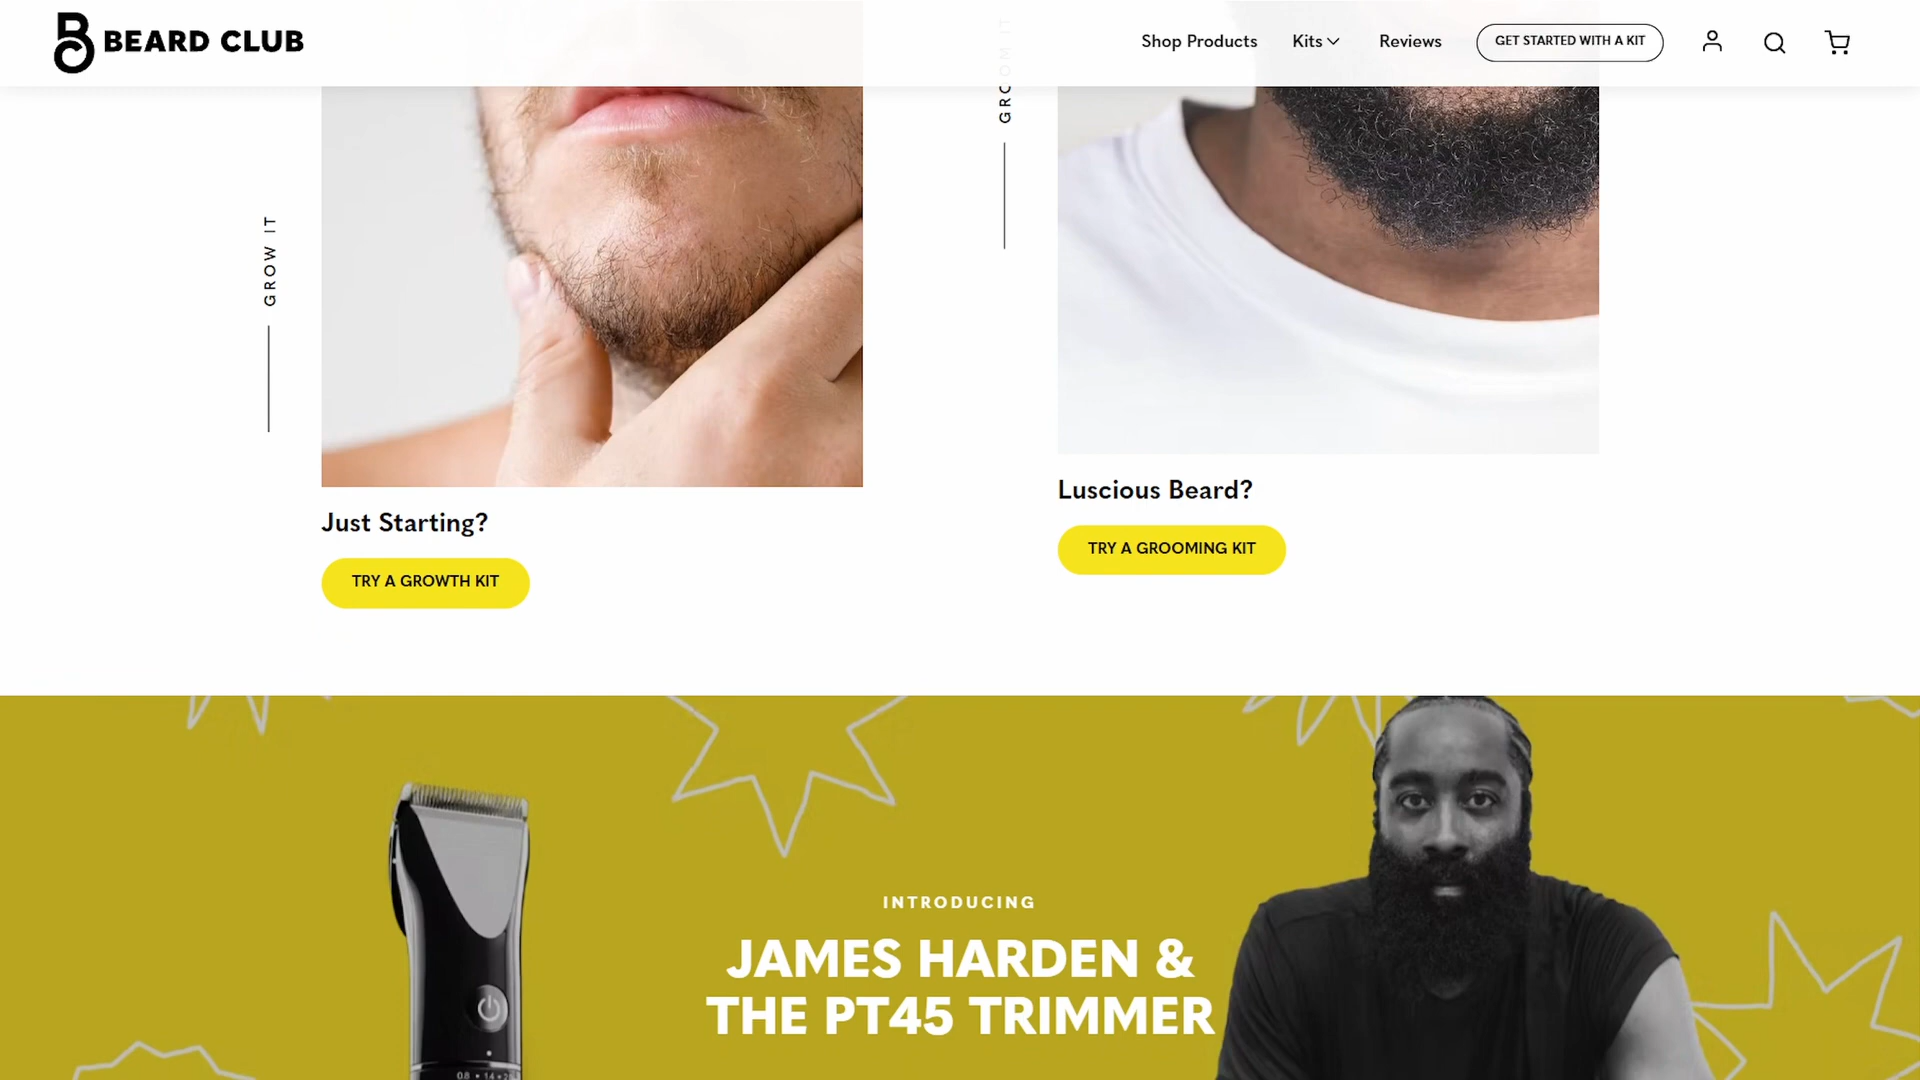 BEARD CLUB
Shop Products
Kits
Reviews
GET STARTED WITH A KIT
GROW IT
GROOM IT
Just Starting?
TRY A GROWTH KIT
Luscious Beard?
TRY A GROOMING KIT
INTRODUCING
JAMES HARDEN &
THE PT45 TRIMMER